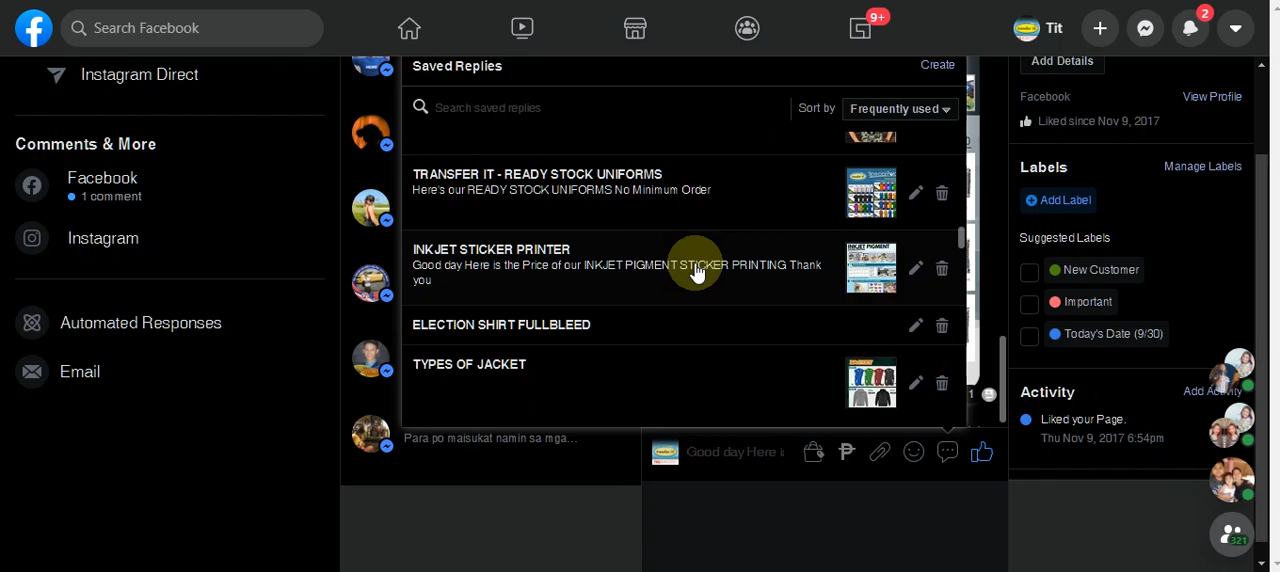 Search Facebook
9+
Tit
2
Instagram Direct
Comments & More
Facebook
1 comment
Instagram
Automated Responses
Email
Saved Replies
Create
Search saved replies
Sort by
Frequently used
TRANSFER IT - READY STOCK UNIFORMS
Here's our READY STOCK UNIFORMS No Minimum Order
INKJET STICKER PRINTER
Good day Here is the Price of our INKJET PIGMENT STICKER PRINTING Thank
you
INKJET PIGMENT
ELECTION SHIRT FULLBLEED
TYPES OF JACKET
Para po maisukat namin sa mga...
Good day Here i
1
Add Details
Facebook
View Profile
Liked since Nov 9, 2017
Labels
Manage Labels
Add Label
Suggested Labels
New Customer
Important
Today's Date (9/30)
Activity
Add Activity
Liked your Page.
Thu Nov 9, 2017 6:54pm
321